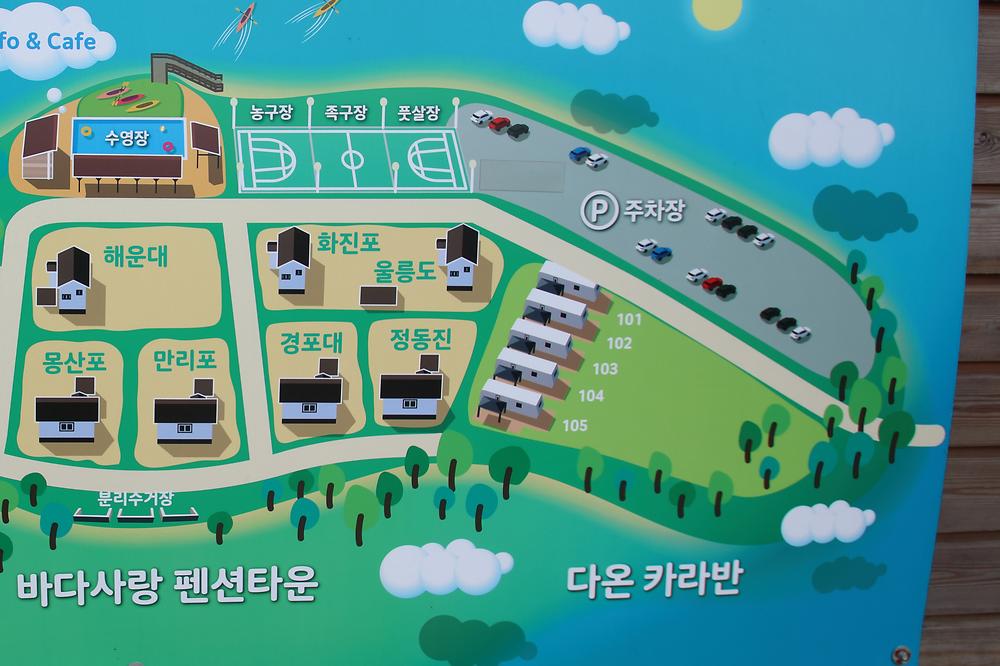 fo & Cafe
농구장 족구장 풋살장
수영장
P 주차장
해운대
화진포
울릉도
101
102
103
104
105
경포대
정동진
몽산포
만리포
분리수거장
바다사랑 펜션타운
다온 카라반